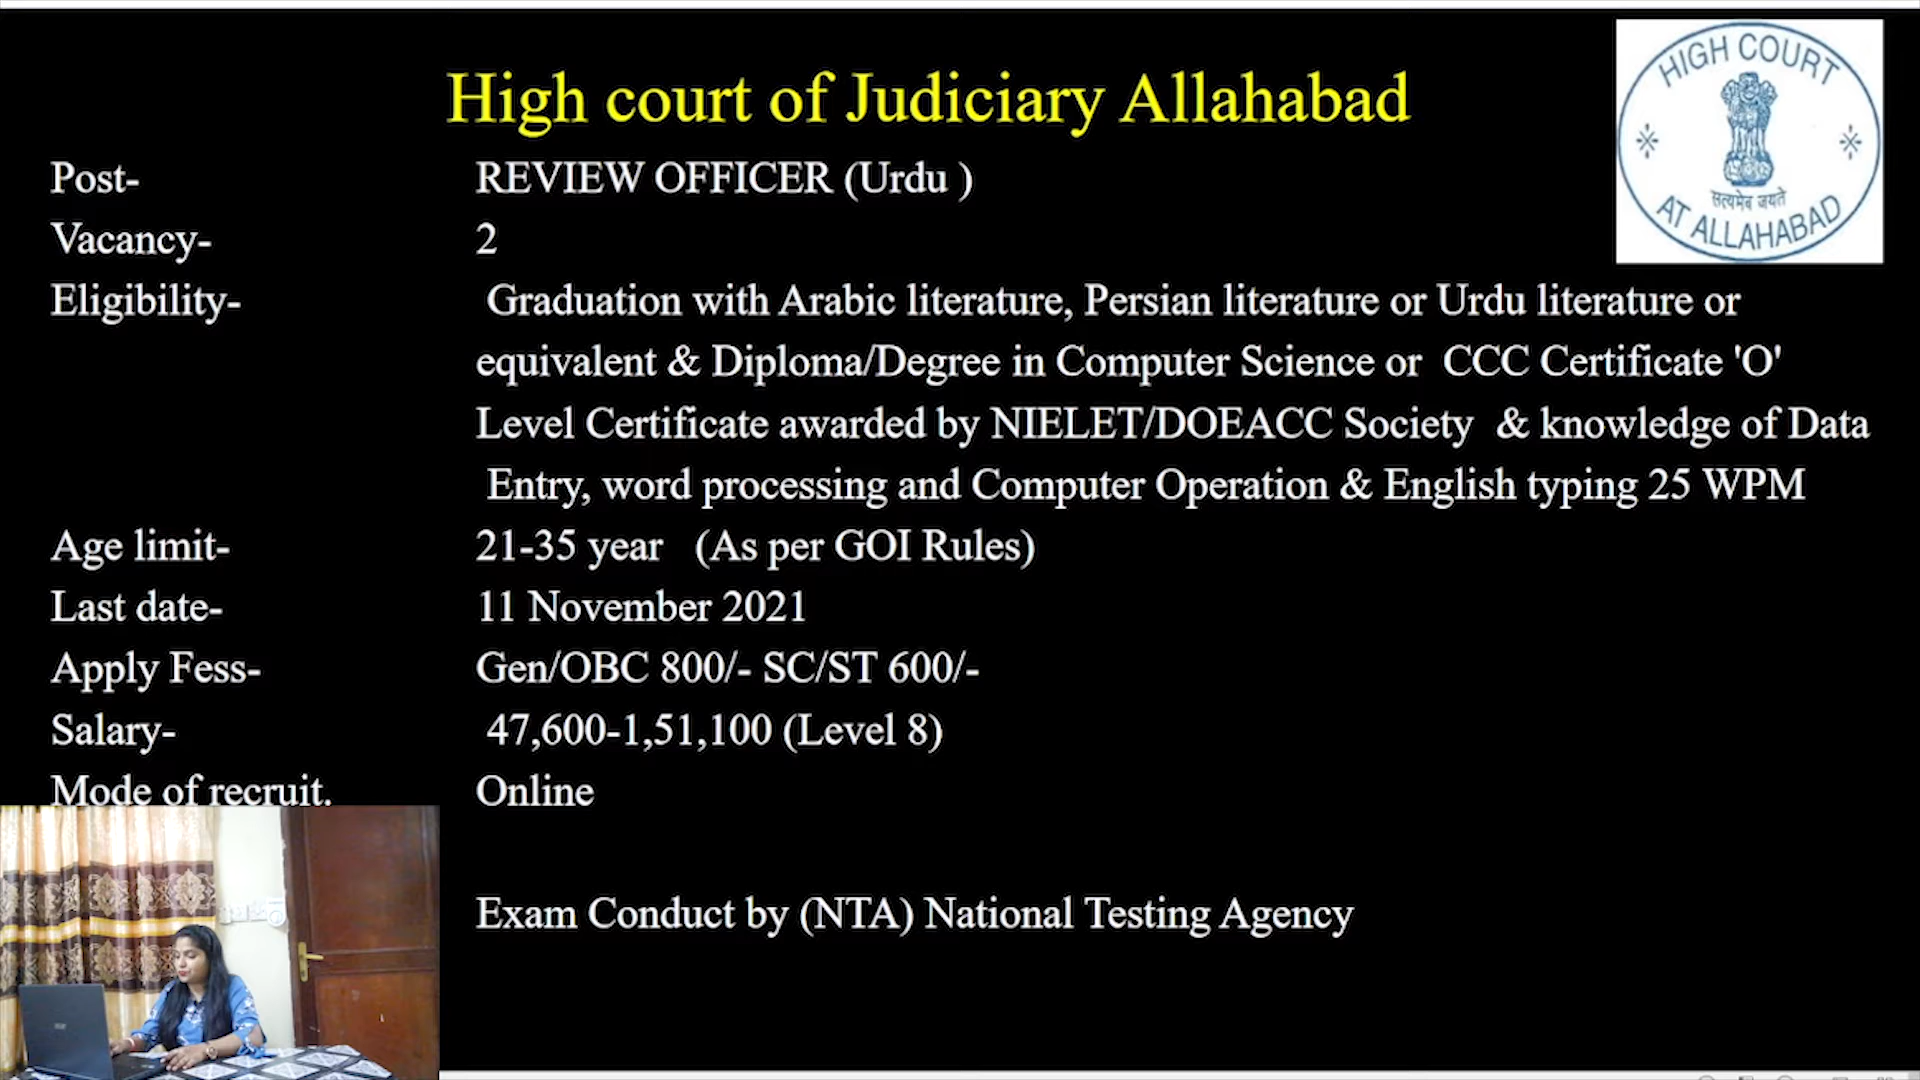 High court of Judiciary Allahabad
HIGH COURT
सत्यमेव जयते
AT ALLAHABAD
Post- REVIEW OFFICER (Urdu )
Vacancy- 2
Eligibility- Graduation with Arabic literature, Persian literature or Urdu literature or
equivalent & Diploma/Degree in Computer Science or CCC Certificate 'O'
Level Certificate awarded by NIELET/DOEACC Society & knowledge of Data
Entry, word processing and Computer Operation & English typing 25 WPM
Age limit- 21-35 year (As per GOI Rules)
Last date- 11 November 2021
Apply Fess- Gen/OBC 800/- SC/ST 600/-
Salary- 47,600-1,51,100 (Level 8)
Mode of recruit. Online
Exam Conduct by (NTA) National Testing Agency